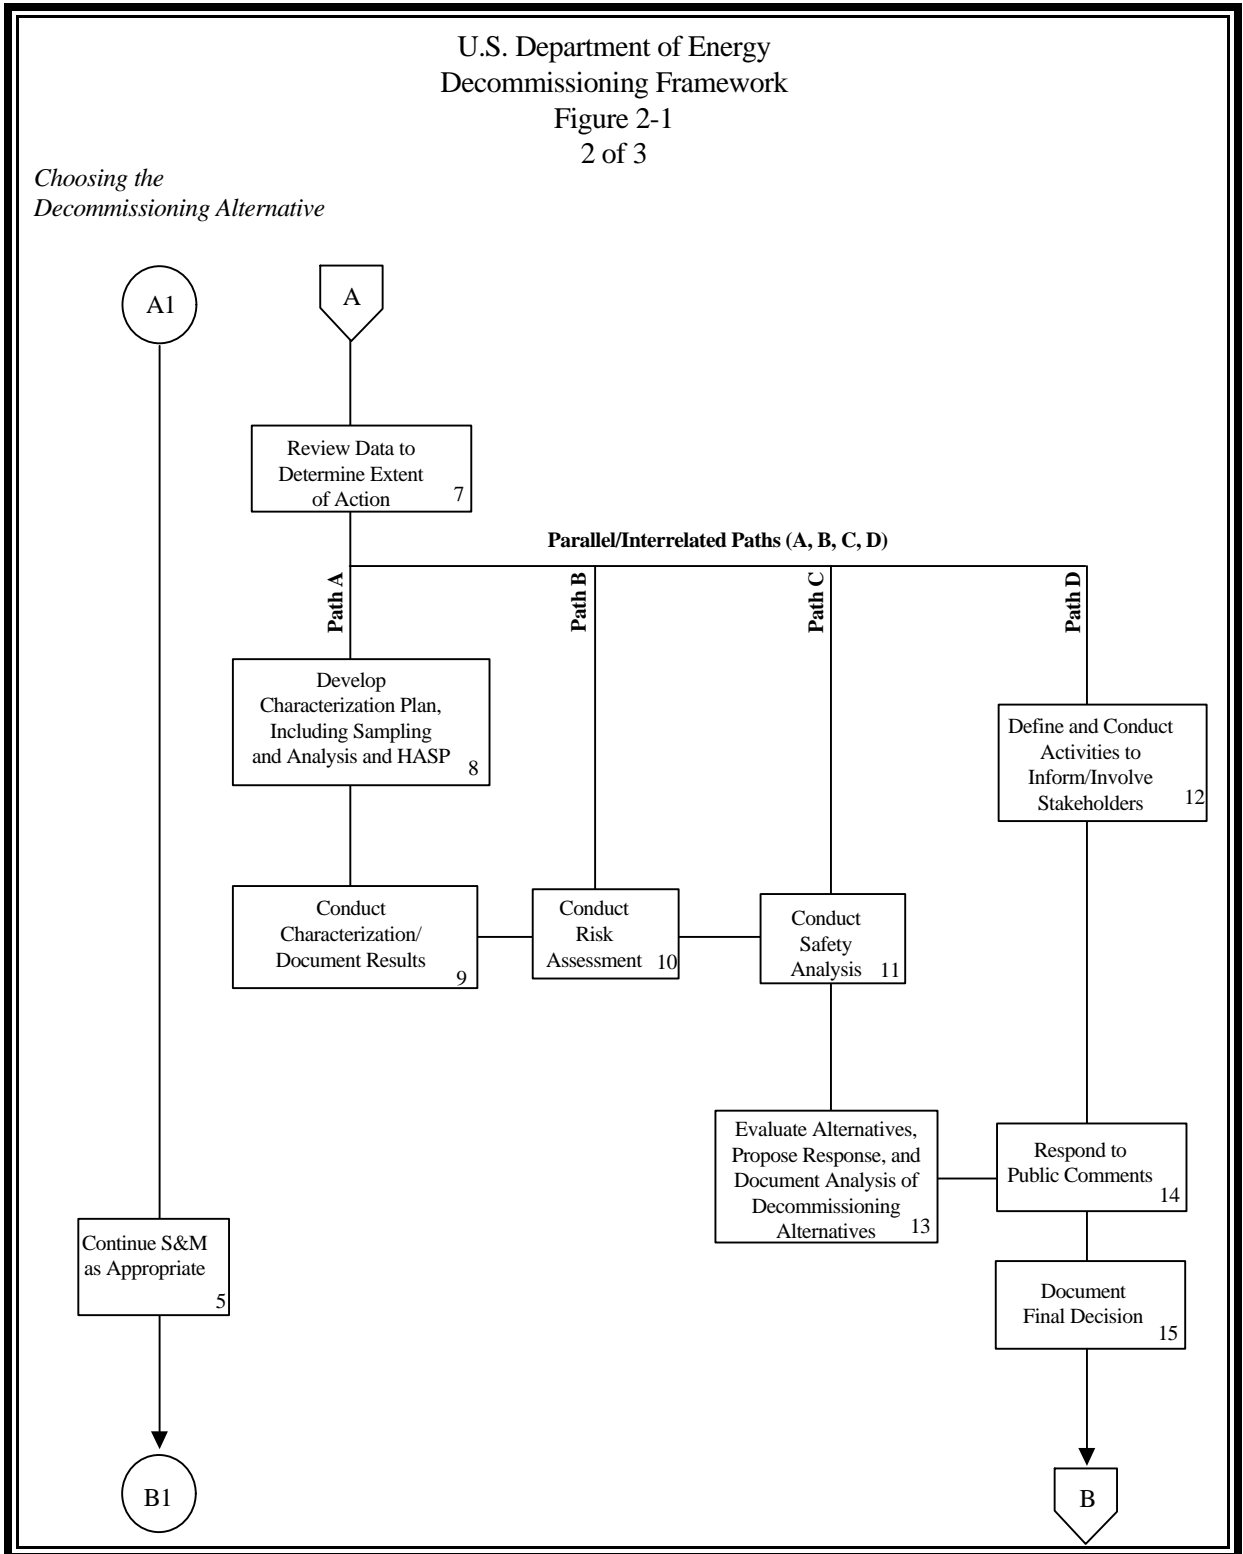 U.S. Department of Energy
Decommissioning Framework
Figure 2-1
2 of 3
Choosing the
Decommissioning Alternative
A1
A
Review Data to
Determine Extent
of Action
7
Parallel/Interrelated Paths (A, B, C, D)
Path A
Path B
Path C
Path D
Develop
Characterization Plan,
Including Sampling
and Analysis and HASP
8
Define and Conduct
Activities to
Inform/Involve
Stakeholders
12
Conduct
Characterization/
Document Results
9
Conduct
Risk
Assessment
10
Conduct
Safety
Analysis
11
Evaluate Alternatives,
Propose Response, and
Document Analysis of
Decommissioning
Alternatives
13
Respond to
Public Comments
14
Continue S&M
as Appropriate
5
Document
Final Decision
15
B1
B